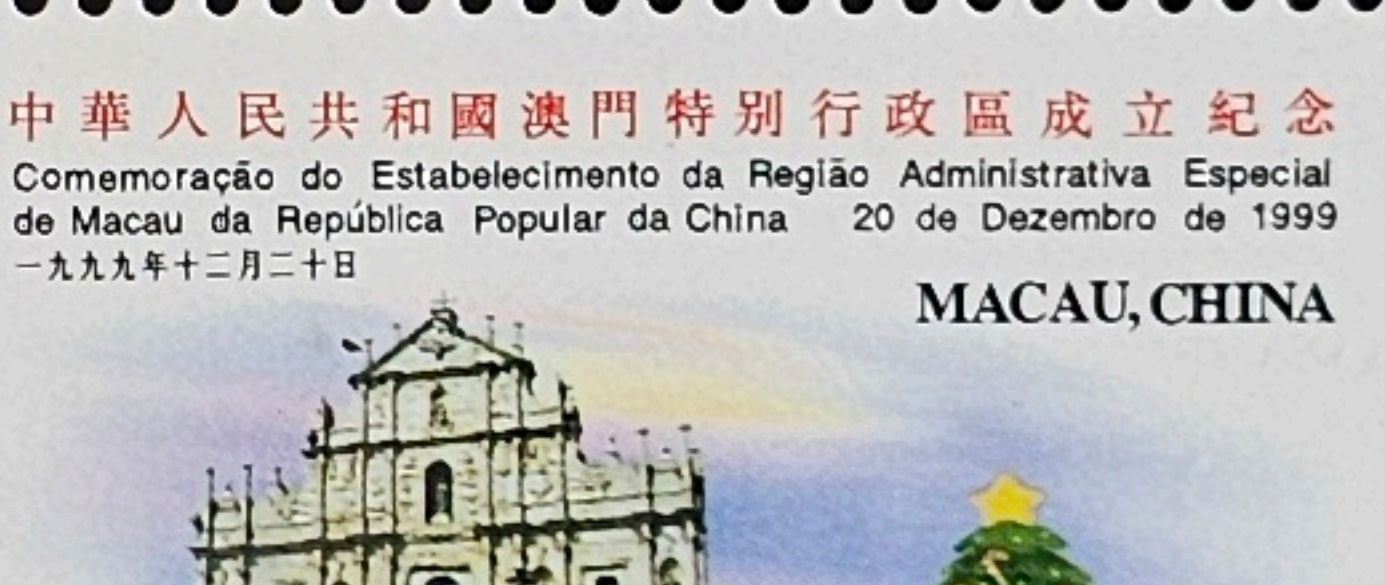 中華人民共和國澳門特別行政區成立紀念
Comemoração do Estabelecimento da Região Administrativa Especial
de Macau da República Popular da China 20 de Dezembro de 1999
一九九九年十二月二十日
MACAU, CHINA